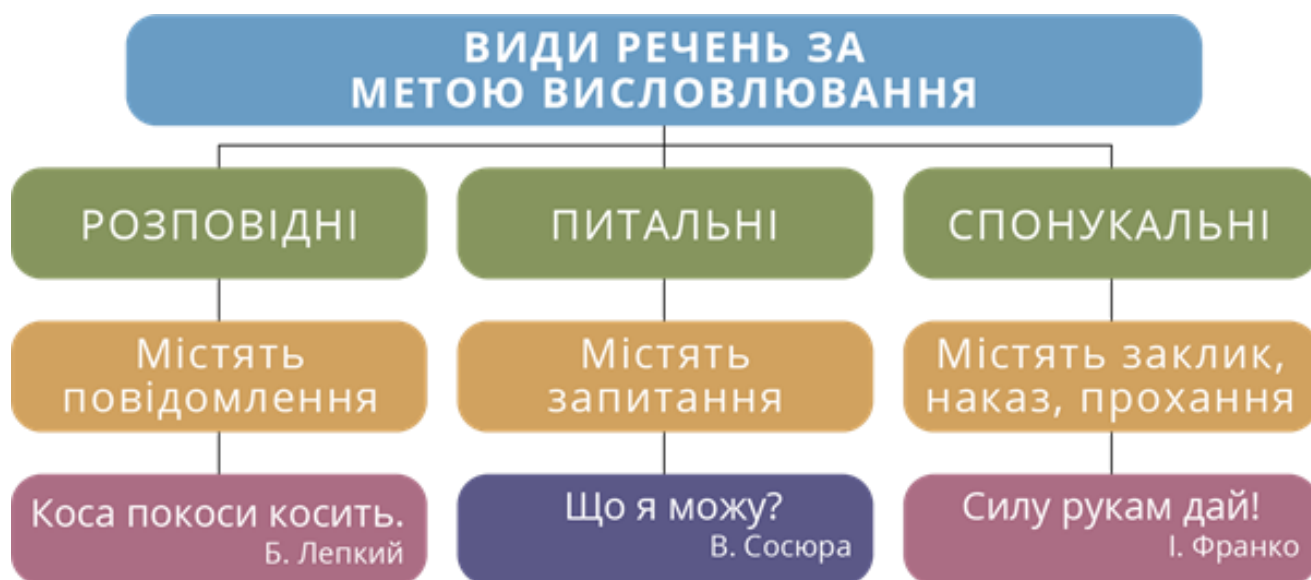 ВИДИ РЕЧЕНЬ ЗА
МЕТОЮ ВИСЛОВЛЮВАННЯ
РОЗПОВІДНІ
ПИТАЛЬНІ
СПОНУКАЛЬНІ
Містять
повідомлення
Містять
запитання
Містять заклик,
наказ, прохання
Коса покоси косить.
Б. Лепкий
Що я можу?
В. Сосюра
Силу рукам дай!
І. Франко